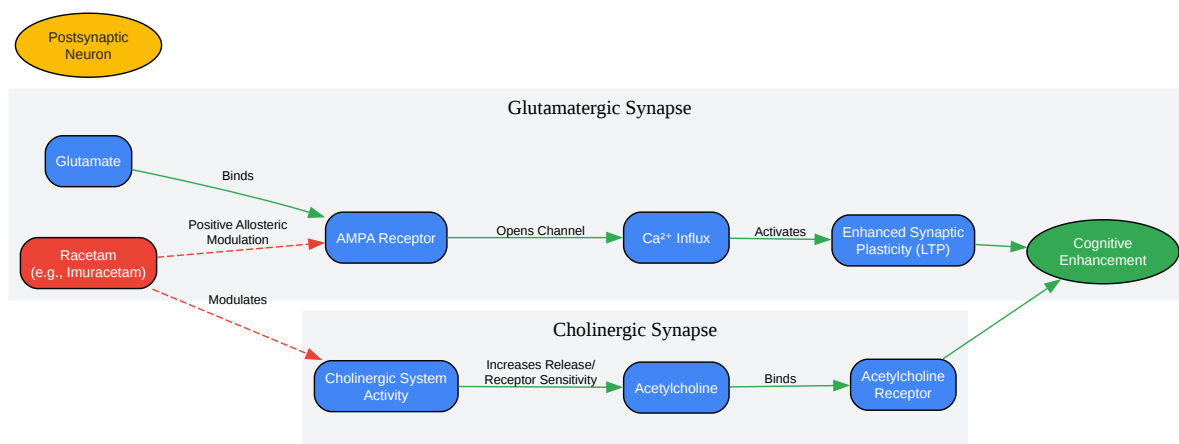 Postsynaptic
Neuron
Glutamatergic Synapse
Glutamate
Binds
Positive Allosteric
Modulation
Racetam
(e.g., Imuracetam)
AMPA Receptor
Opens Channel
Ca²⁺ Influx
Activates
Enhanced Synaptic
Plasticity (LTP)
Cognitive
Enhancement
Modulates
Cholinergic Synapse
Cholinergic System
Activity
Increases Release/
Receptor Sensitivity
Acetylcholine
Binds
Acetylcholine
Receptor